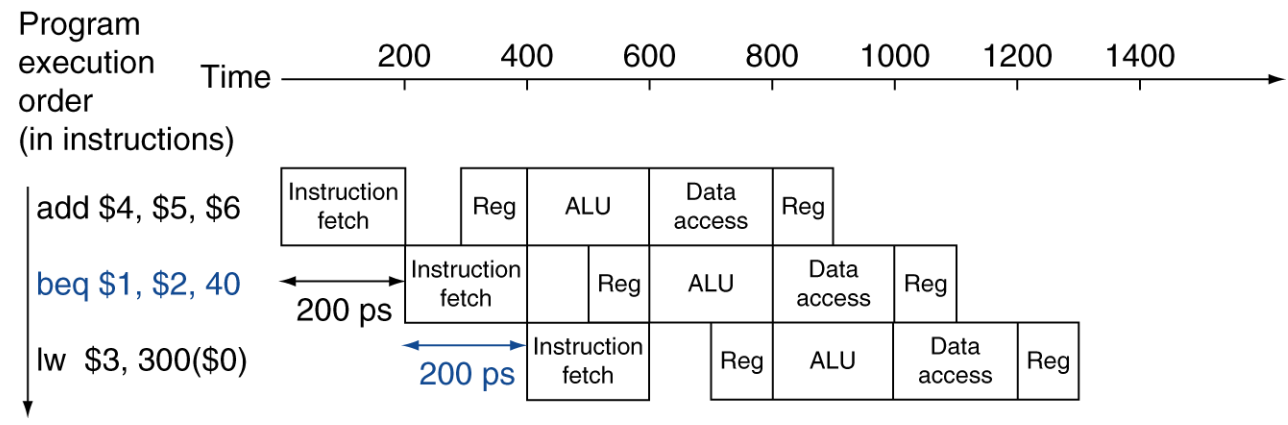 Program
execution
order
(in instructions)
Time
200 400 600 800 1000 1200 1400
add $4, $5, $6
Instruction
fetch
Reg
ALU
Data
access
Reg
beq $1, $2, 40
200 ps
Instruction
fetch
Reg
ALU
Data
access
Reg
lw $3, 300($0)
200 ps
Instruction
fetch
Reg
ALU
Data
access
Reg